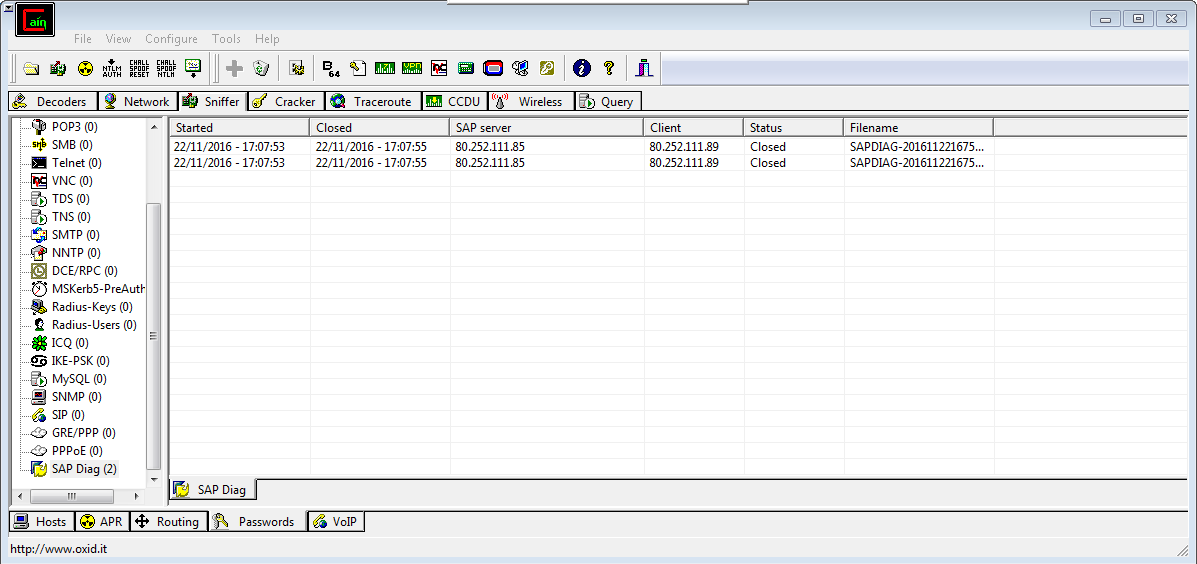 Cain
File View Configure Tools Help
B64
NTLM AUTH
CHALL SPOOF RESET
CHALL SPOOF NTLM
Decoders Network Sniffer Cracker Traceroute CCDU Wireless Query
POP3 (0)
SMB (0)
Telnet (0)
VNC (0)
TDS (0)
TNS (0)
SMTP (0)
NNTP (0)
DCE/RPC (0)
MSKerb5-PreAuth
Radius-Keys (0)
Radius-Users (0)
ICQ (0)
IKE-PSK (0)
MySQL (0)
SNMP (0)
SIP (0)
GRE/PPP (0)
PPPoE (0)
SAP Diag (2)
Started Closed SAP server Client Status Filename
22/11/2016 - 17:07:53 22/11/2016 - 17:07:55 80.252.111.85 80.252.111.89 Closed SAPDIAG-201611221675...
22/11/2016 - 17:07:53 22/11/2016 - 17:07:55 80.252.111.85 80.252.111.89 Closed SAPDIAG-201611221675...
SAP Diag
Hosts APR Routing Passwords VoIP
http://www.oxid.it